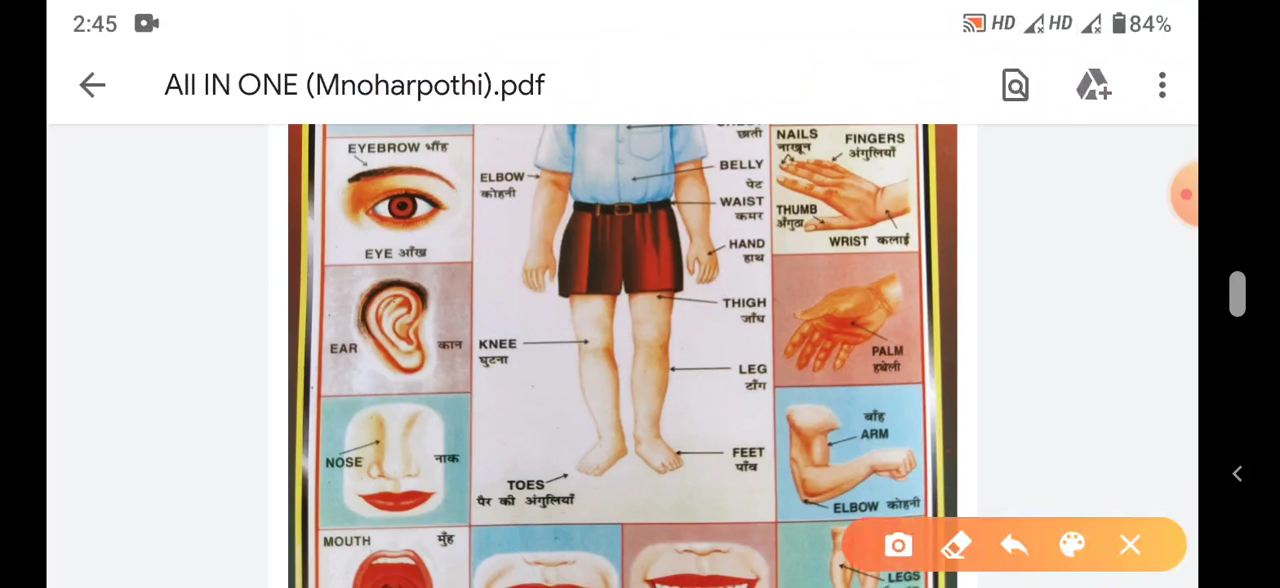 2:45
HD HD 84%
All IN ONE (Mnoharpothi).pdf
EYEBROW भौंह
EYE आँख
EAR कान
NOSE नाक
MOUTH मुँह
ELBOW
कोहनी
KNEE
घुटना
TOES
पैर की अंगुलियाँ
छाती
BELLY
पेट
WAIST
कमर
HAND
हाथ
THIGH
जाँघ
LEG
टाँग
FEET
पाँव
NAILS
नाखून
FINGERS
अंगुलियाँ
THUMB
अँगुठा
WRIST कलाई
PALM
हथेली
बाँह
ARM
ELBOW कोहनी
LEGS